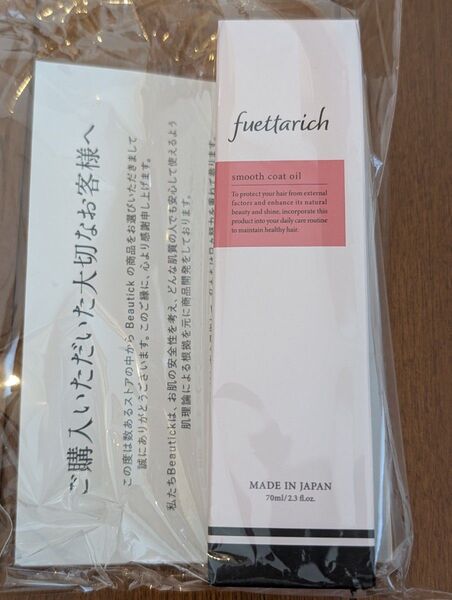 ご購入いただいた大切なお客様へ
この度は数あるストアの中から Beautick の商品をお選びいただきまして
誠にありがとうございます。このご縁に、心より感謝申し上げます。
私たちBeautickは、お肌の安全性を考え、どんな肌質の人でも安心して使えるよう
肌理論による根拠を元に商品開発をしております。
fuettarich
smooth coat oil
To protect your hair from external
factors and enhance its natural
beauty and shine, incorporate this
product into your daily care routine
to maintain healthy hair.
MADE IN JAPAN
70ml/2.3 fl.oz.